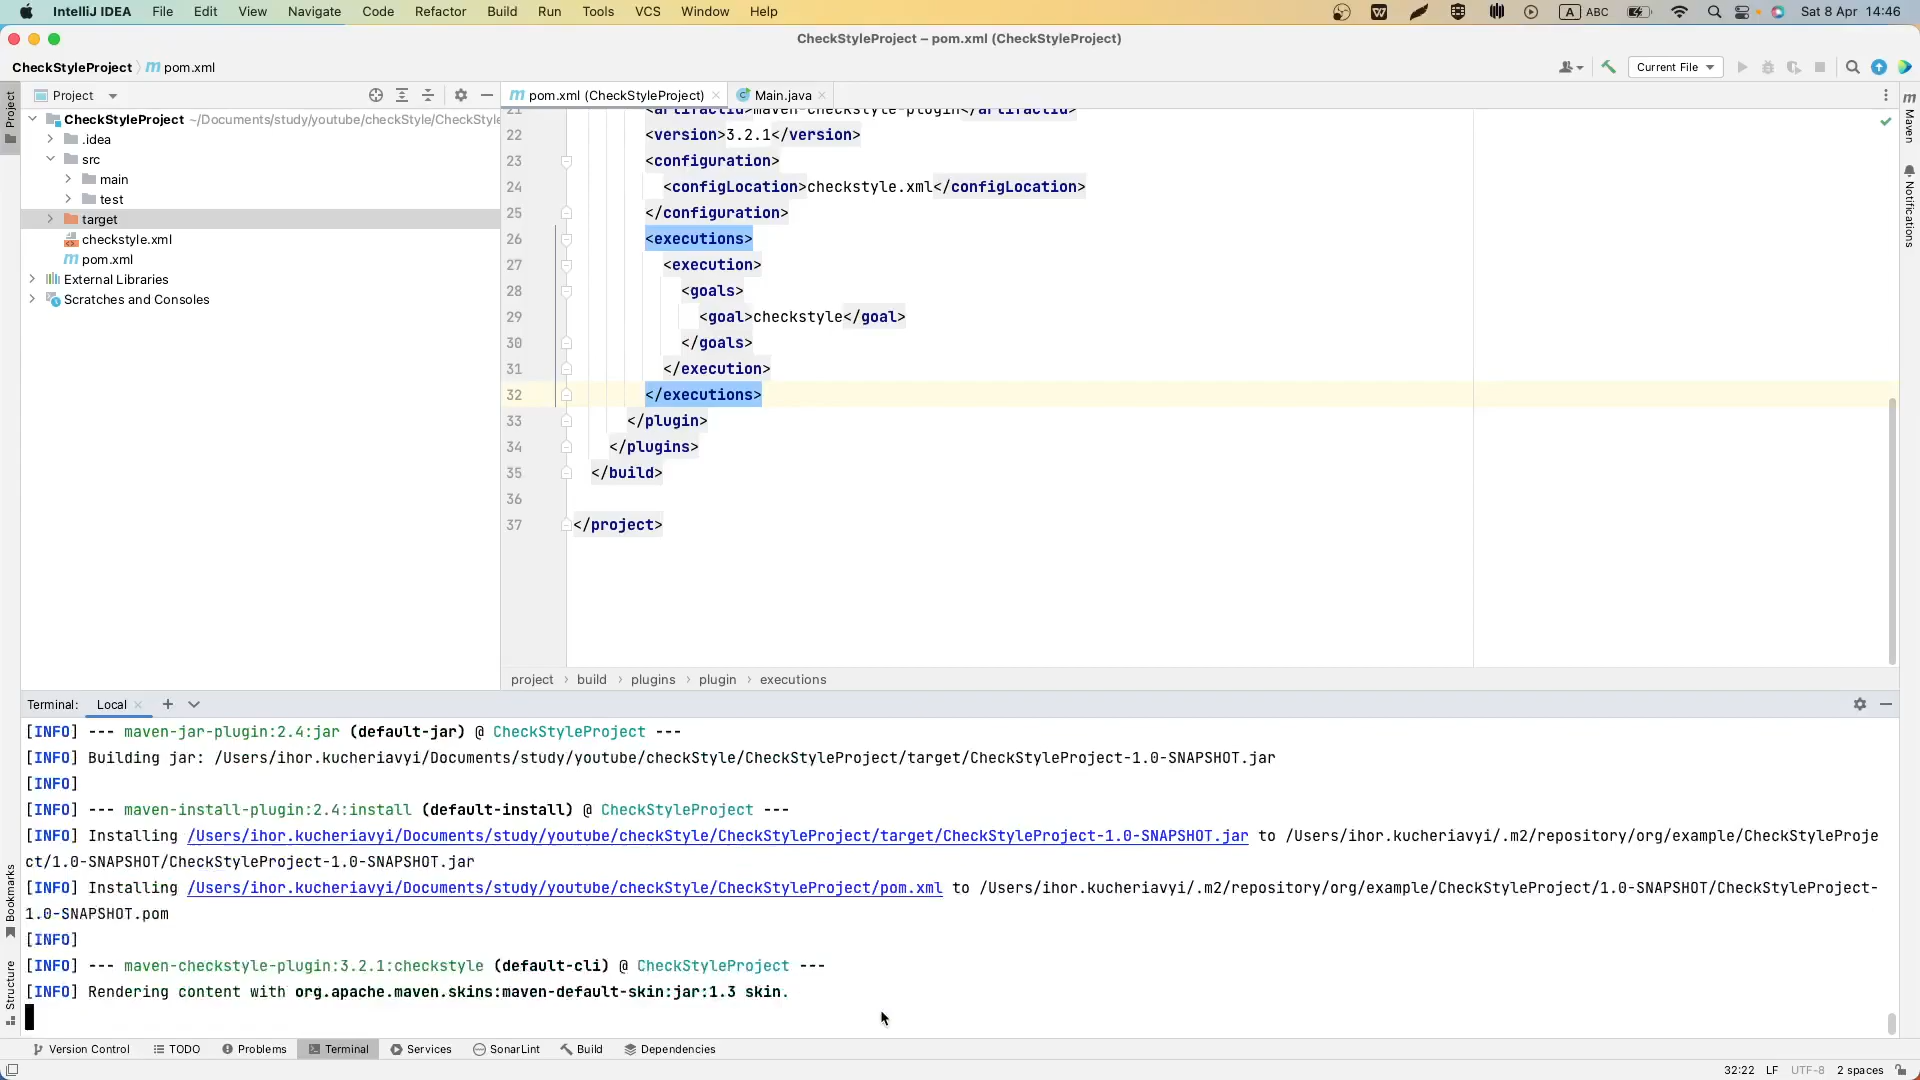 IntelliJ IDEA File Edit View Navigate Code Refactor Build Run Tools VCS Window Help A ABC Sat 8 Apr 14:46
CheckStyleProject – pom.xml (CheckStyleProject)
CheckStyleProject m pom.xml Current File
Project
Project
pom.xml (CheckStyleProject)
Main.java
Maven
Notifications
CheckStyleProject ~/Documents/study/youtube/checkStyle/CheckStyle
.idea
src
main
test
target
checkstyle.xml
pom.xml
External Libraries
Scratches and Consoles
21 <artifactId>maven-checkstyle-plugin</artifactId>
22 <version>3.2.1</version>
23 <configuration>
24 <configLocation>checkstyle.xml</configLocation>
25 </configuration>
26 <executions>
27 <execution>
28 <goals>
29 <goal>checkstyle</goal>
30 </goals>
31 </execution>
32 </executions>
33 </plugin>
34 </plugins>
35 </build>
36
37 </project>
project › build › plugins › plugin › executions
Terminal: Local
[INFO] --- maven-jar-plugin:2.4:jar (default-jar) @ CheckStyleProject ---
[INFO] Building jar: /Users/ihor.kucheriavyi/Documents/study/youtube/checkStyle/CheckStyleProject/target/CheckStyleProject-1.0-SNAPSHOT.jar
[INFO]
[INFO] --- maven-install-plugin:2.4:install (default-install) @ CheckStyleProject ---
[INFO] Installing /Users/ihor.kucheriavyi/Documents/study/youtube/checkStyle/CheckStyleProject/target/CheckStyleProject-1.0-SNAPSHOT.jar to /Users/ihor.kucheriavyi/.m2/repository/org/example/CheckStyleProje
ct/1.0-SNAPSHOT/CheckStyleProject-1.0-SNAPSHOT.jar
[INFO] Installing /Users/ihor.kucheriavyi/Documents/study/youtube/checkStyle/CheckStyleProject/pom.xml to /Users/ihor.kucheriavyi/.m2/repository/org/example/CheckStyleProject/1.0-SNAPSHOT/CheckStyleProject-
1.0-SNAPSHOT.pom
[INFO]
[INFO] --- maven-checkstyle-plugin:3.2.1:checkstyle (default-cli) @ CheckStyleProject ---
[INFO] Rendering content with org.apache.maven.skins:maven-default-skin:jar:1.3 skin.
Bookmarks
Structure
Version Control TODO Problems Terminal Services SonarLint Build Dependencies
32:22 LF UTF-8 2 spaces